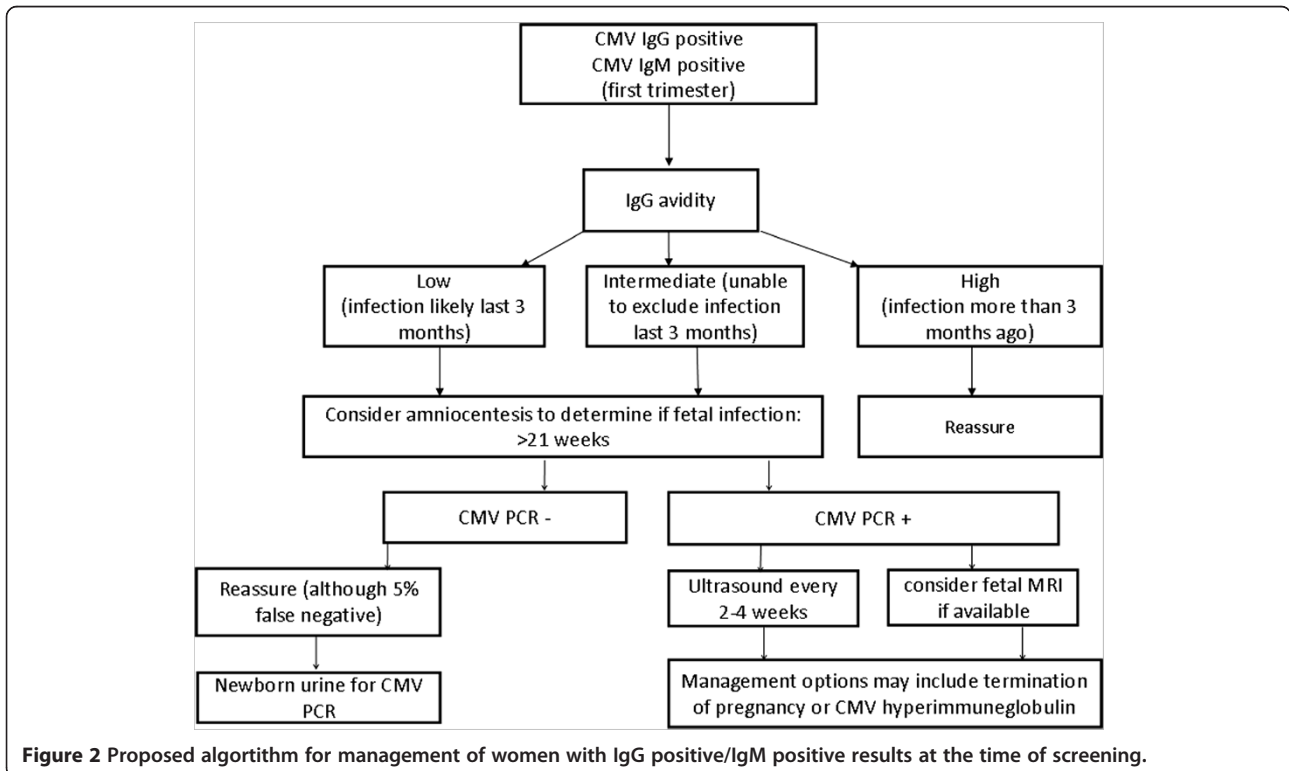 CMV IgG positive
CMV IgM positive
(first trimester)
IgG avidity
Low
(infection likely last 3
months)
Intermediate (unable
to exclude infection
last 3 months)
High
(infection more than 3
months ago)
Consider amniocentesis to determine if fetal infection:
>21 weeks
Reassure
CMV PCR -
CMV PCR +
Reassure (although 5%
false negative)
Ultrasound every
2-4 weeks
consider fetal MRI
if available
Newborn urine for CMV
PCR
Management options may include termination
of pregnancy or CMV hyperimmuneglobulin
Figure 2 Proposed algortithm for management of women with IgG positive/IgM positive results at the time of screening.